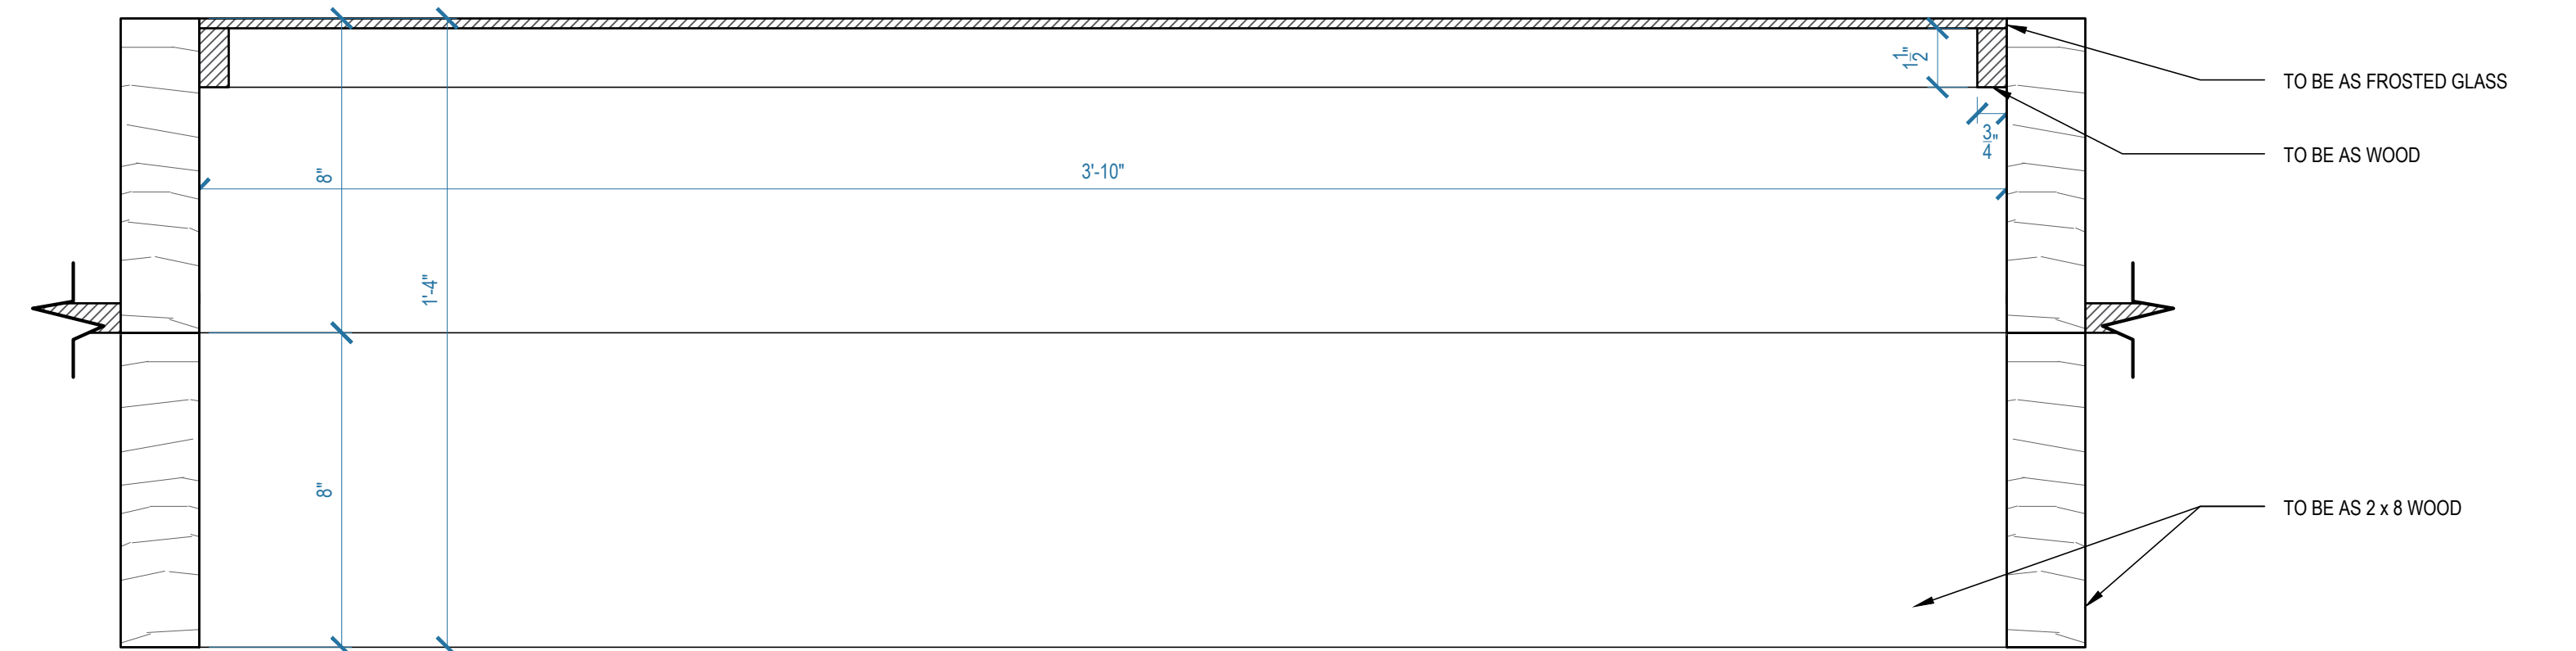 1 1/2"
TO BE AS FROSTED GLASS
3/4"
TO BE AS WOOD
8"
3'-10"
1'-4"
8"
TO BE AS 2 x 8 WOOD